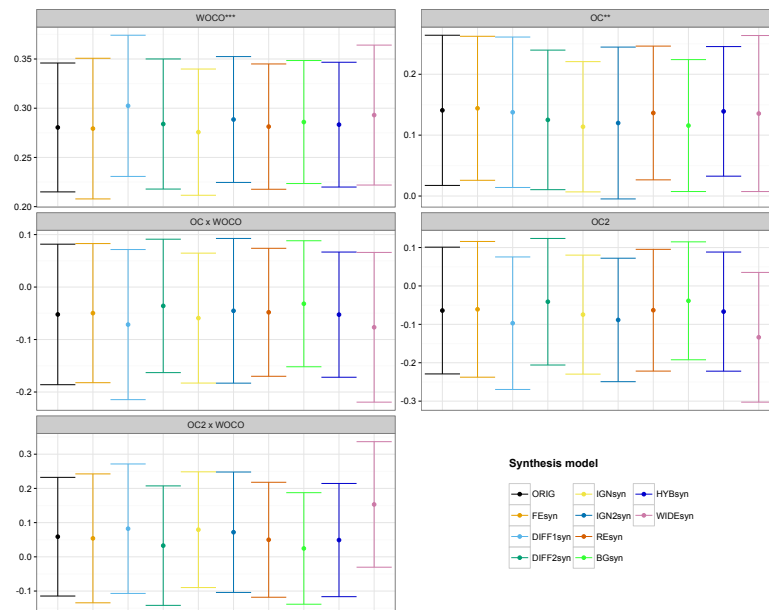 WOCO***
OC**
0.35
0.30
0.25
0.20
0.2
0.1
0.0
OC x WOCO
OC2
0.1
0.0
-0.1
-0.2
0.1
0.0
-0.1
-0.2
-0.3
OC2 x WOCO
0.3
0.2
0.1
0.0
-0.1
Synthesis model
ORIG IGNsyn HYBsyn
FEsyn IGN2syn WIDEsyn
DIFF1syn REsyn
DIFF2syn BGsyn